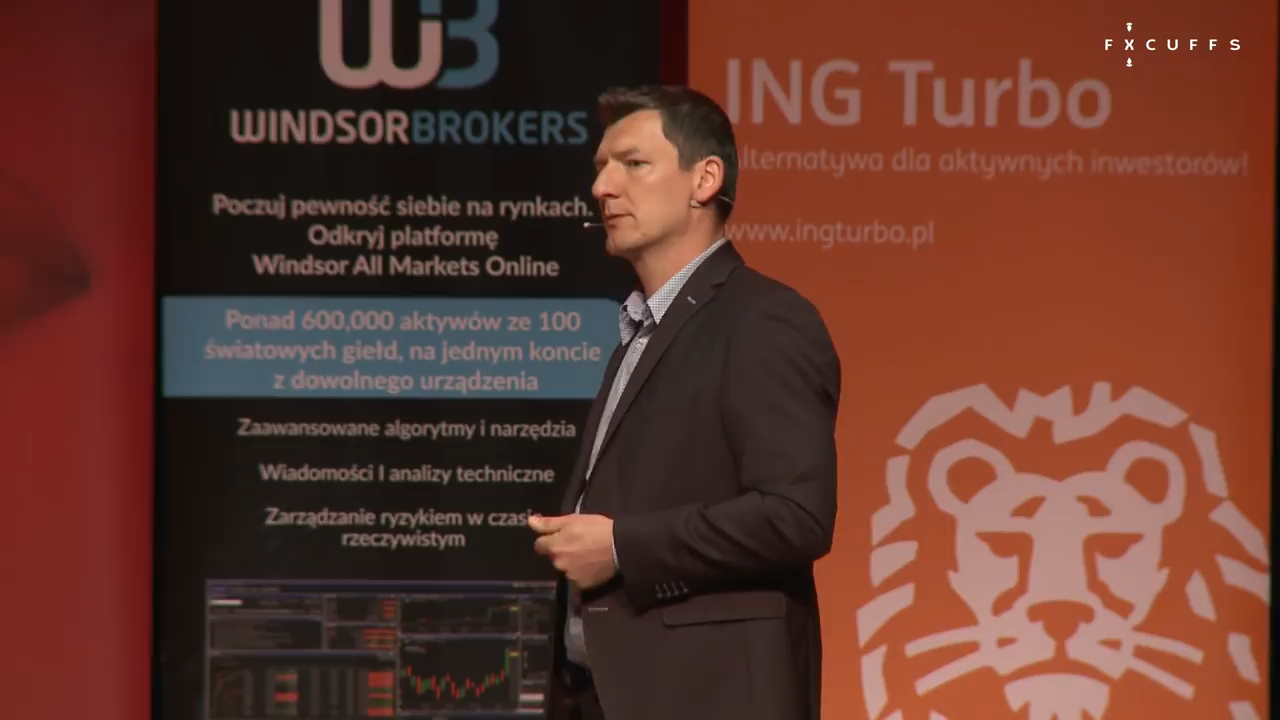 FXCUFFS
WINDSORBROKERS
Poczuj pewność siebie na rynkach.
Odkryj platformę
Windsor All Markets Online
Ponad 600,000 aktywów ze 100
światowych giełd, na jednym koncie
z dowolnego urządzenia
Zaawansowane algorytmy i narzędzia
Wiadomości I analizy techniczne
Zarządzanie ryzykiem w czasie
rzeczywistym
ING Turbo
lternatywa dla aktywnych inwestorów!
www.ingturbo.pl